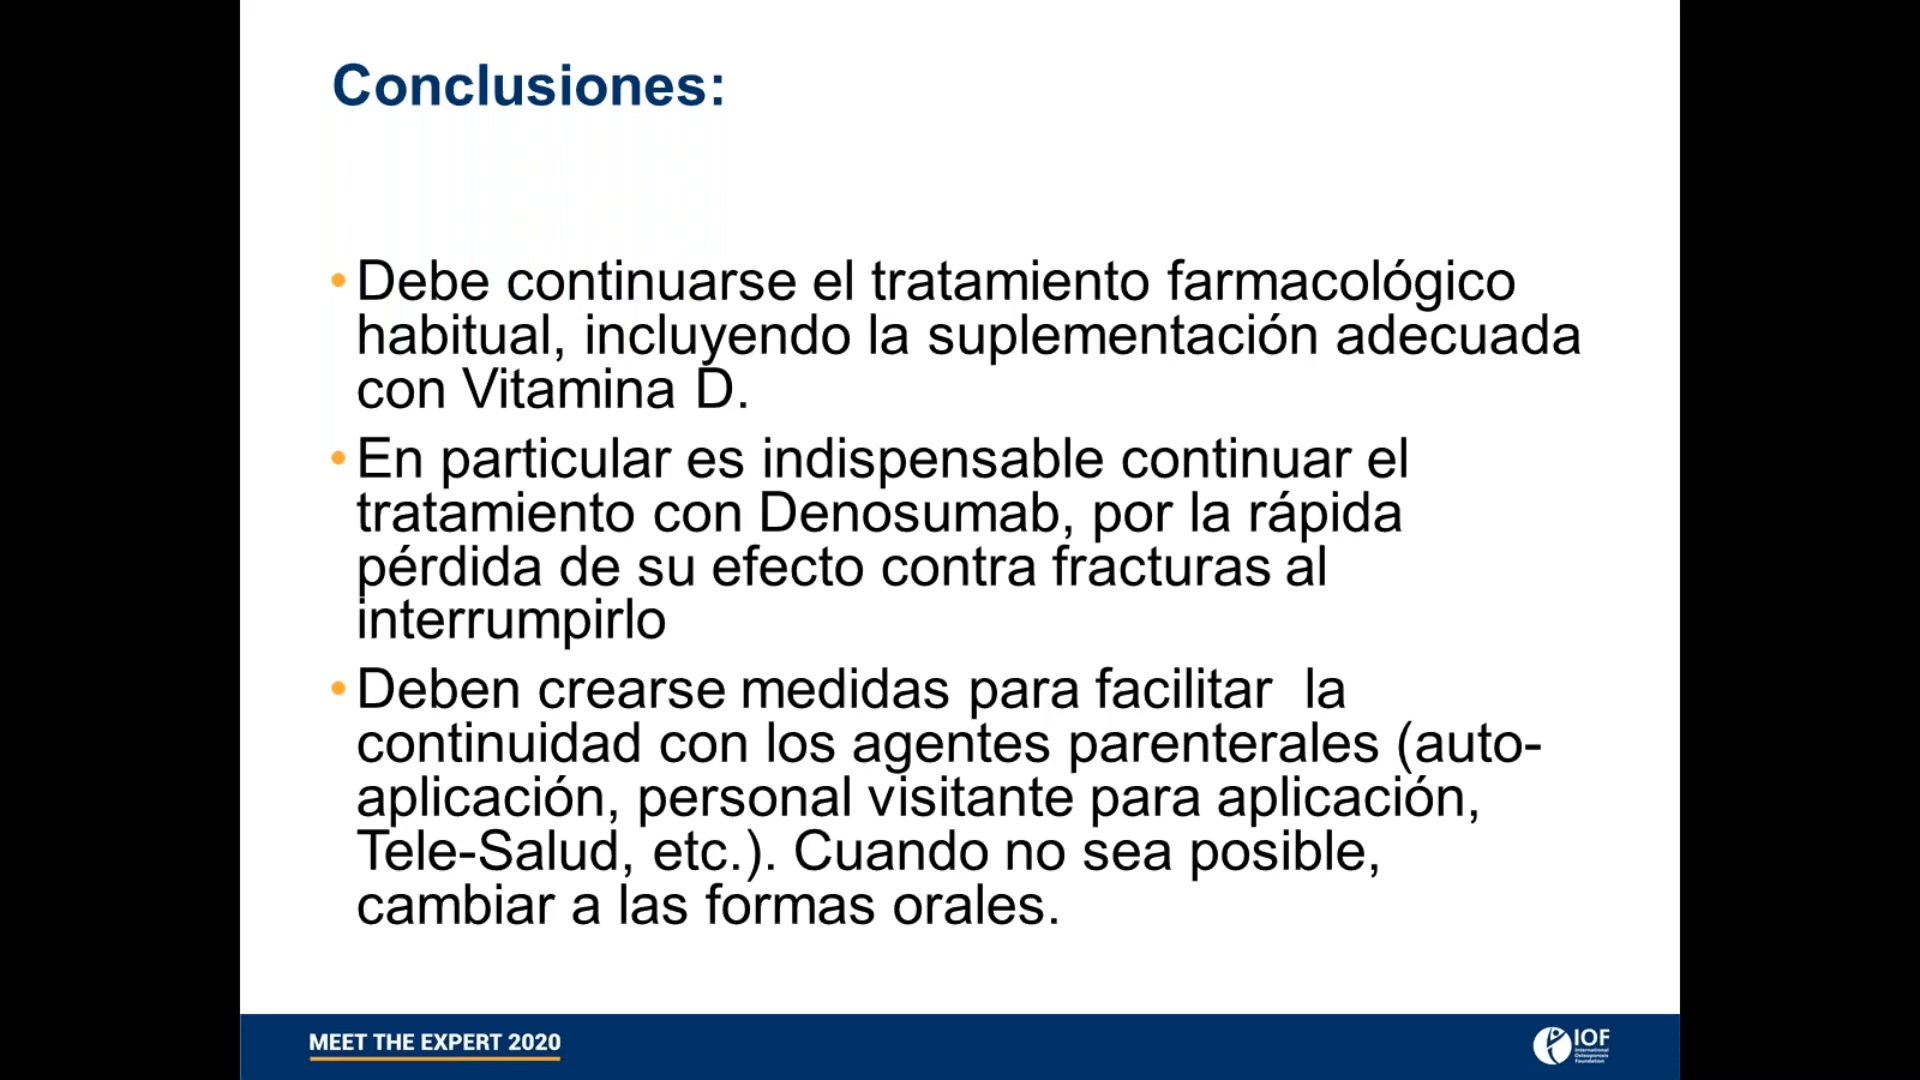 Conclusiones:
•Debe continuarse el tratamiento farmacológico
habitual, incluyendo la suplementación adecuada
con Vitamina D.
•En particular es indispensable continuar el
tratamiento con Denosumab, por la rápida
pérdida de su efecto contra fracturas al
interrumpirlo
•Deben crearse medidas para facilitar  la
continuidad con los agentes parenterales (auto-
aplicación, personal visitante para aplicación,
Tele-Salud, etc.). Cuando no sea posible,
cambiar a las formas orales.
MEET THE EXPERT 2020
IOF
International
Osteoporosis
Foundation